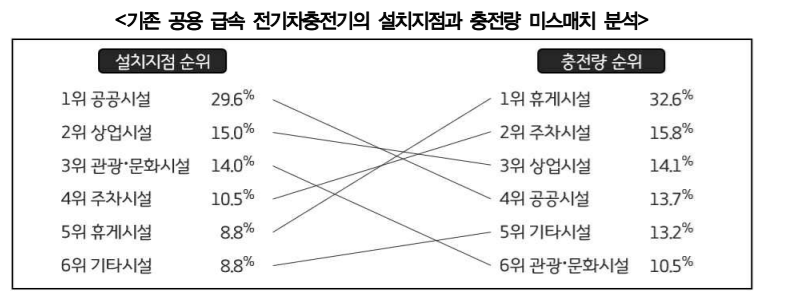 <기존 공용 급속 전기차충전기의 설치지점과 충전량 미스매치 분석>
설치지점 순위
1위 공공시설 29.6%
2위 상업시설 15.0%
3위 관광·문화시설 14.0%
4위 주차시설 10.5%
5위 휴게시설 8.8%
6위 기타시설 8.8%
충전량 순위
1위 휴게시설 32.6%
2위 주차시설 15.8%
3위 상업시설 14.1%
4위 공공시설 13.7%
5위 기타시설 13.2%
6위 관광·문화시설 10.5%